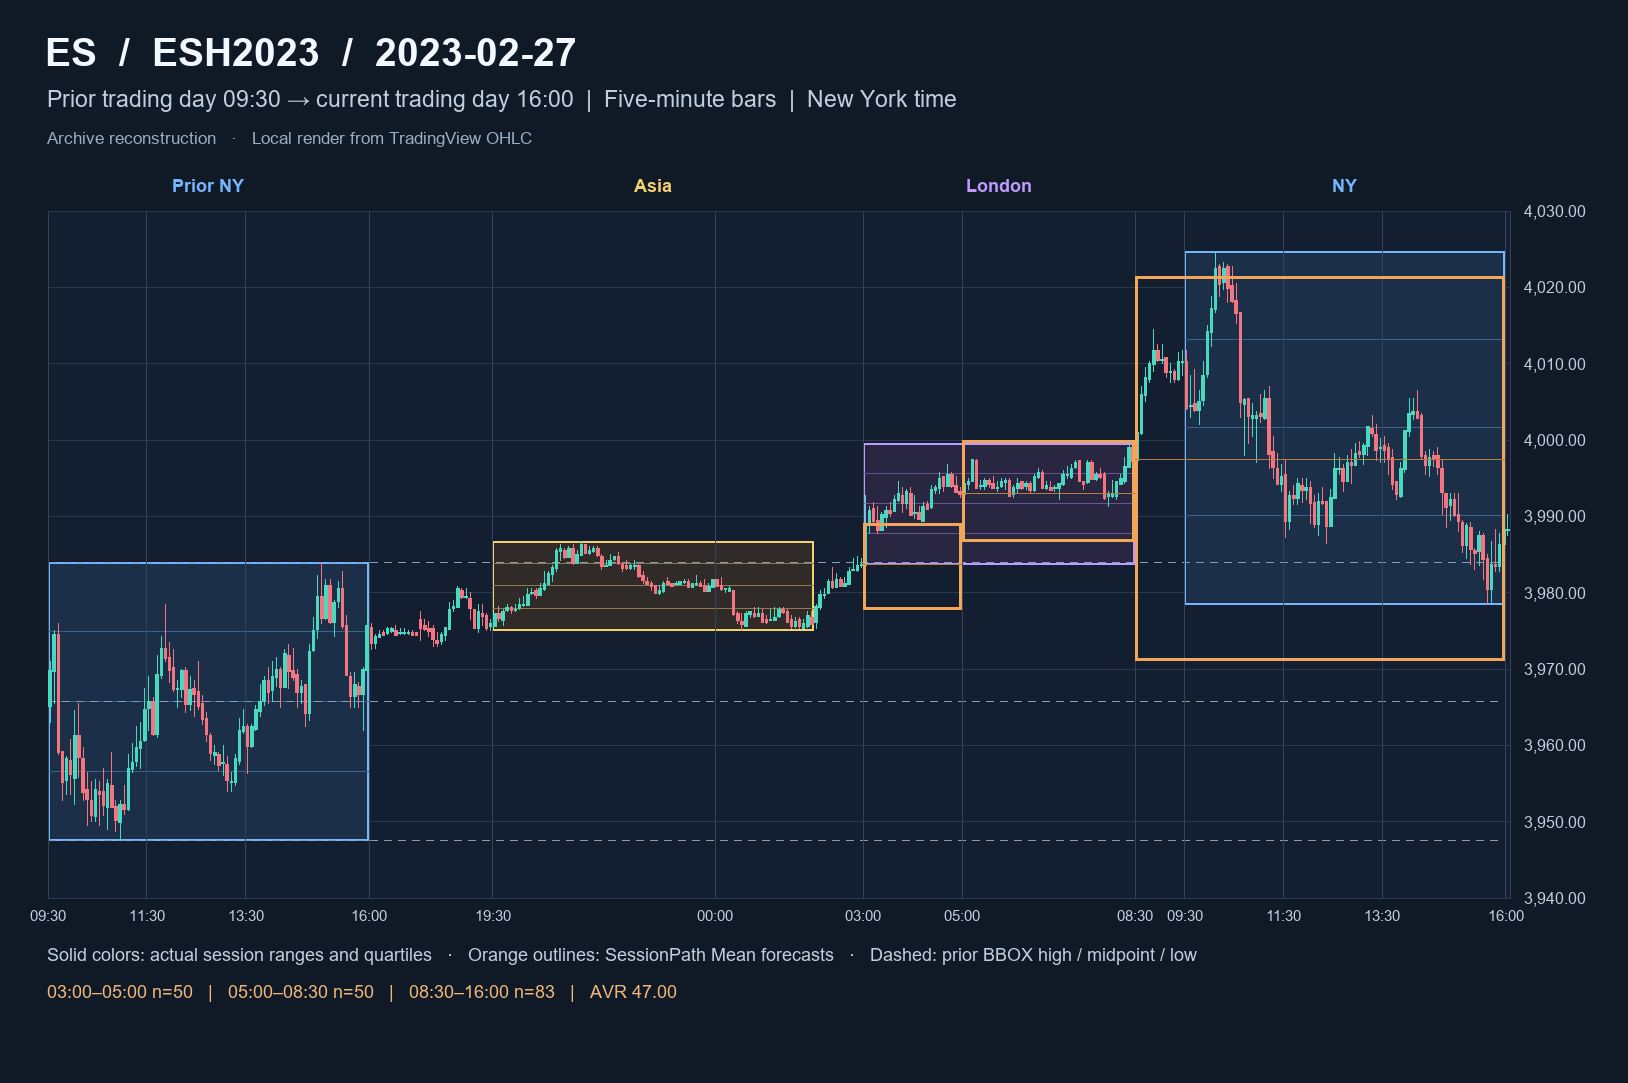 ES / ESH2023 / 2023-02-27
Prior trading day 09:30 → current trading day 16:00 | Five-minute bars | New York time
Archive reconstruction · Local render from TradingView OHLC
Prior NY Asia London NY
4,030.00
4,020.00
4,010.00
4,000.00
3,990.00
3,980.00
3,970.00
3,960.00
3,950.00
3,940.00
09:30 11:30 13:30 16:00 19:30 00:00 03:00 05:00 08:30 09:30 11:30 13:30 16:00
Solid colors: actual session ranges and quartiles · Orange outlines: SessionPath Mean forecasts · Dashed: prior BBOX high / midpoint / low
03:00–05:00 n=50 | 05:00–08:30 n=50 | 08:30–16:00 n=83 | AVR 47.00